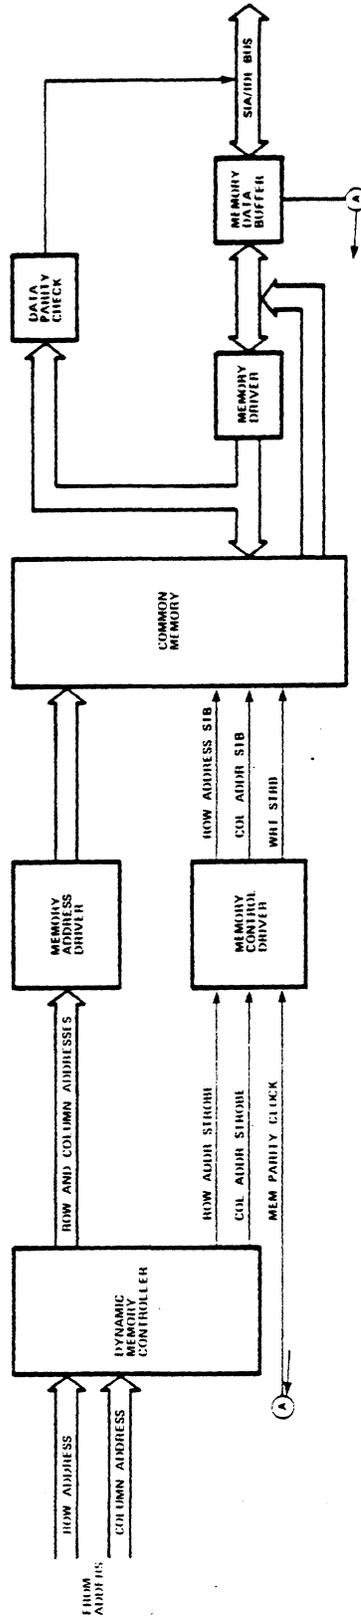 FROM
ADDERS
ROW ADDRESS
COLUMN ADDRESS
DYNAMIC
MEMORY
CONTROLLER
ROW AND COLUMN ADDRESSES
ROW ADDR STROBE
COL ADDR STROBE
MEM PARITY CLOCK
A
MEMORY
ADDRESS
DRIVER
MEMORY
CONTROL
DRIVER
ROW ADDRESS STB
COL ADDR STB
WRT STRB
COMMON
MEMORY
DATA
PARITY
CHECK
MEMORY
DRIVER
MEMORY
DATA
BUFFER
BUS
A